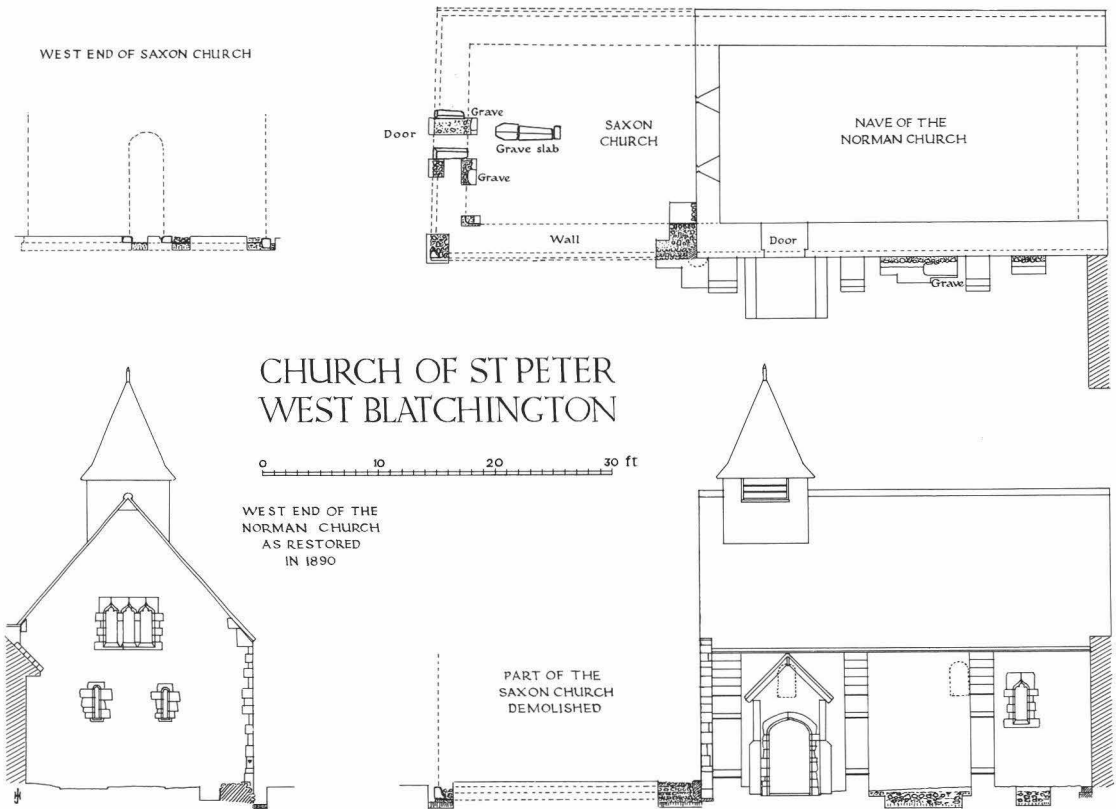 WEST END OF SAXON CHURCH
Door
Grave
Grave slab
Grave
SAXON
CHURCH
NAVE OF THE
NORMAN CHURCH
Wall
Door
Grave
CHURCH OF ST PETER
WEST BLATCHINGTON
0 10 20 30 ft
WEST END OF THE
NORMAN CHURCH
AS RESTORED
IN 1890
PART OF THE
SAXON CHURCH
DEMOLISHED